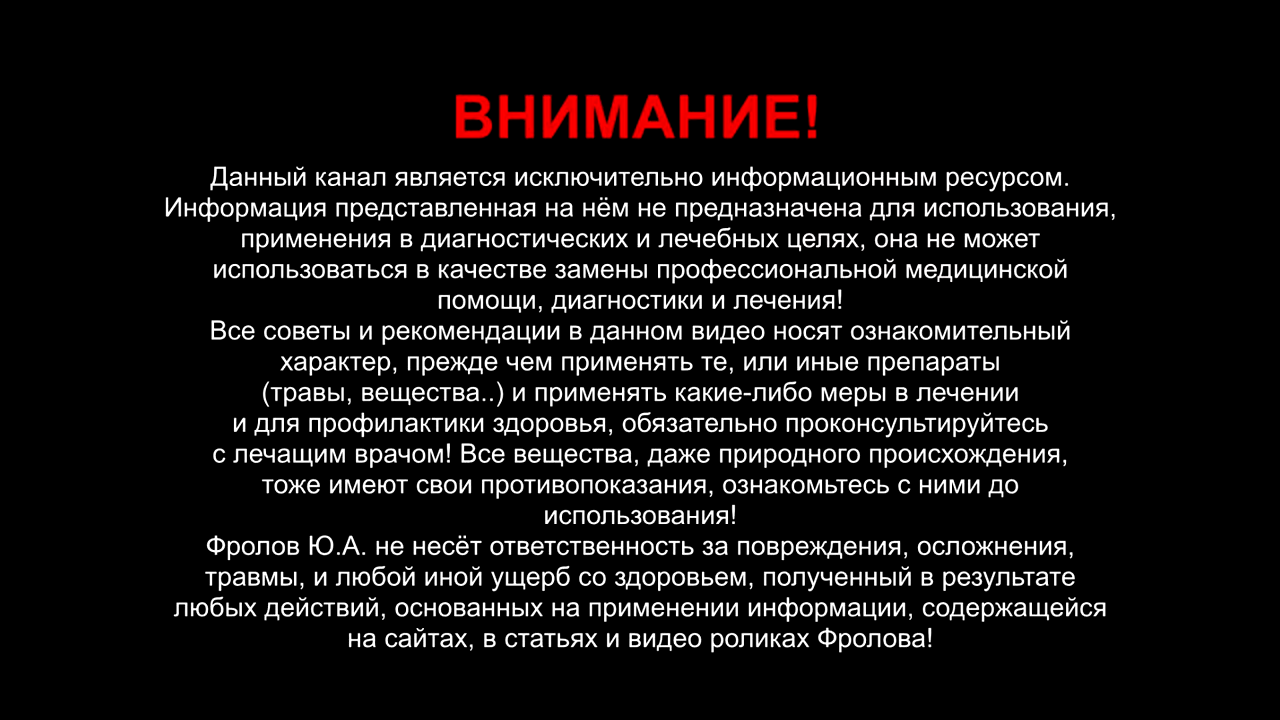 ВНИМАНИЕ!
Данный канал является исключительно информационным ресурсом.
Информация представленная на нём не предназначена для использования,
применения в диагностических и лечебных целях, она не может
использоваться в качестве замены профессиональной медицинской
помощи, диагностики и лечения!
Все советы и рекомендации в данном видео носят ознакомительный
характер, прежде чем применять те, или иные препараты
(травы, вещества..) и применять какие-либо меры в лечении
и для профилактики здоровья, обязательно проконсультируйтесь
с лечащим врачом! Все вещества, даже природного происхождения,
тоже имеют свои противопоказания, ознакомьтесь с ними до
использования!
Фролов Ю.А. не несёт ответственность за повреждения, осложнения,
травмы, и любой иной ущерб со здоровьем, полученный в результате
любых действий, основанных на применении информации, содержащейся
на сайтах, в статьях и видео роликах Фролова!